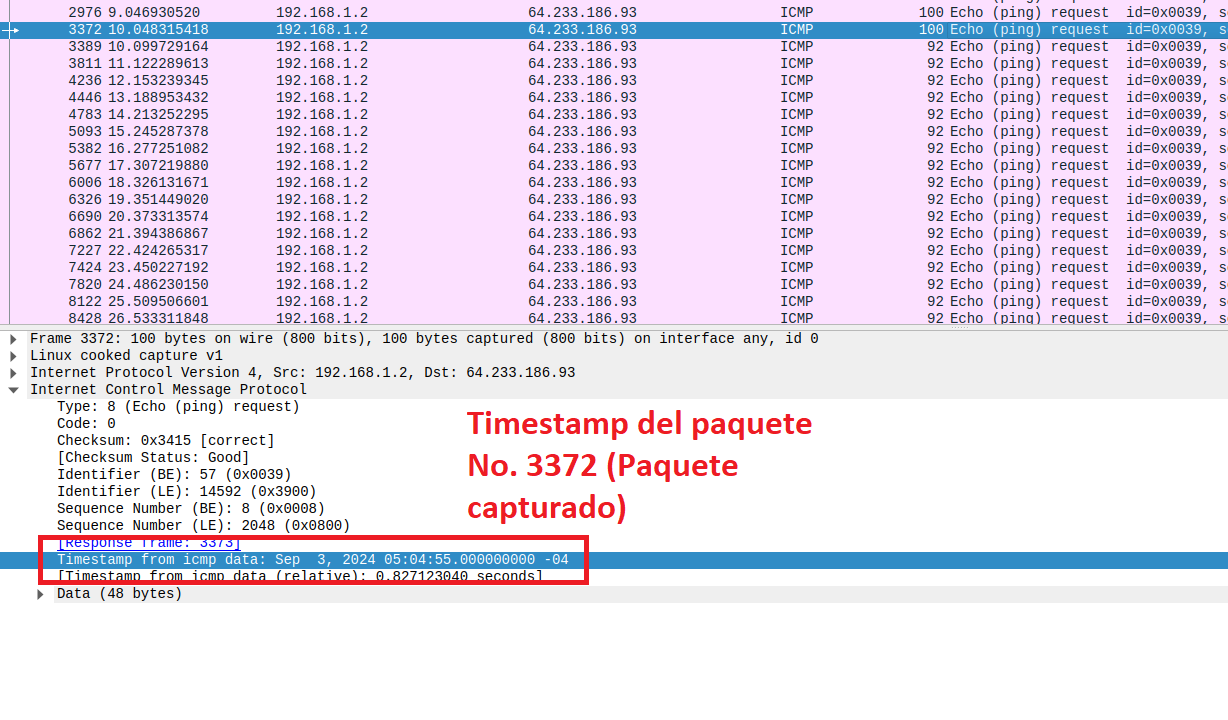 2976 9.046930520 192.168.1.2 64.233.186.93 ICMP 100 Echo (ping) request id=0x0039, s
3372 10.048315418 192.168.1.2 64.233.186.93 ICMP 100 Echo (ping) request id=0x0039, s
3389 10.099729164 192.168.1.2 64.233.186.93 ICMP 92 Echo (ping) request id=0x0039, s
3811 11.122289613 192.168.1.2 64.233.186.93 ICMP 92 Echo (ping) request id=0x0039, s
4236 12.153239345 192.168.1.2 64.233.186.93 ICMP 92 Echo (ping) request id=0x0039, s
4446 13.188953432 192.168.1.2 64.233.186.93 ICMP 92 Echo (ping) request id=0x0039, s
4783 14.213252295 192.168.1.2 64.233.186.93 ICMP 92 Echo (ping) request id=0x0039, s
5093 15.245287378 192.168.1.2 64.233.186.93 ICMP 92 Echo (ping) request id=0x0039, s
5382 16.277251082 192.168.1.2 64.233.186.93 ICMP 92 Echo (ping) request id=0x0039, s
5677 17.307219880 192.168.1.2 64.233.186.93 ICMP 92 Echo (ping) request id=0x0039, s
6006 18.326131671 192.168.1.2 64.233.186.93 ICMP 92 Echo (ping) request id=0x0039, s
6326 19.351449020 192.168.1.2 64.233.186.93 ICMP 92 Echo (ping) request id=0x0039, s
6690 20.373313574 192.168.1.2 64.233.186.93 ICMP 92 Echo (ping) request id=0x0039, s
6862 21.394386867 192.168.1.2 64.233.186.93 ICMP 92 Echo (ping) request id=0x0039, s
7227 22.424265317 192.168.1.2 64.233.186.93 ICMP 92 Echo (ping) request id=0x0039, s
7424 23.450227192 192.168.1.2 64.233.186.93 ICMP 92 Echo (ping) request id=0x0039, s
7820 24.486230150 192.168.1.2 64.233.186.93 ICMP 92 Echo (ping) request id=0x0039, s
8122 25.509506601 192.168.1.2 64.233.186.93 ICMP 92 Echo (ping) request id=0x0039, s
8428 26.533311848 192.168.1.2 64.233.186.93 ICMP 92 Echo (ping) request id=0x0039, s
Frame 3372: 100 bytes on wire (800 bits), 100 bytes captured (800 bits) on interface any, id 0
Linux cooked capture v1
Internet Protocol Version 4, Src: 192.168.1.2, Dst: 64.233.186.93
Internet Control Message Protocol
Type: 8 (Echo (ping) request)
Code: 0
Checksum: 0x3415 [correct]
[Checksum Status: Good]
Identifier (BE): 57 (0x0039)
Identifier (LE): 14592 (0x3900)
Sequence Number (BE): 8 (0x0008)
Sequence Number (LE): 2048 (0x0800)
[Response frame: 3373]
Timestamp from icmp data: Sep  3, 2024 05:04:55.000000000 -04
[Timestamp from icmp data (relative): 0.827123040 seconds]
Data (48 bytes)
Timestamp del paquete
No. 3372 (Paquete
capturado)